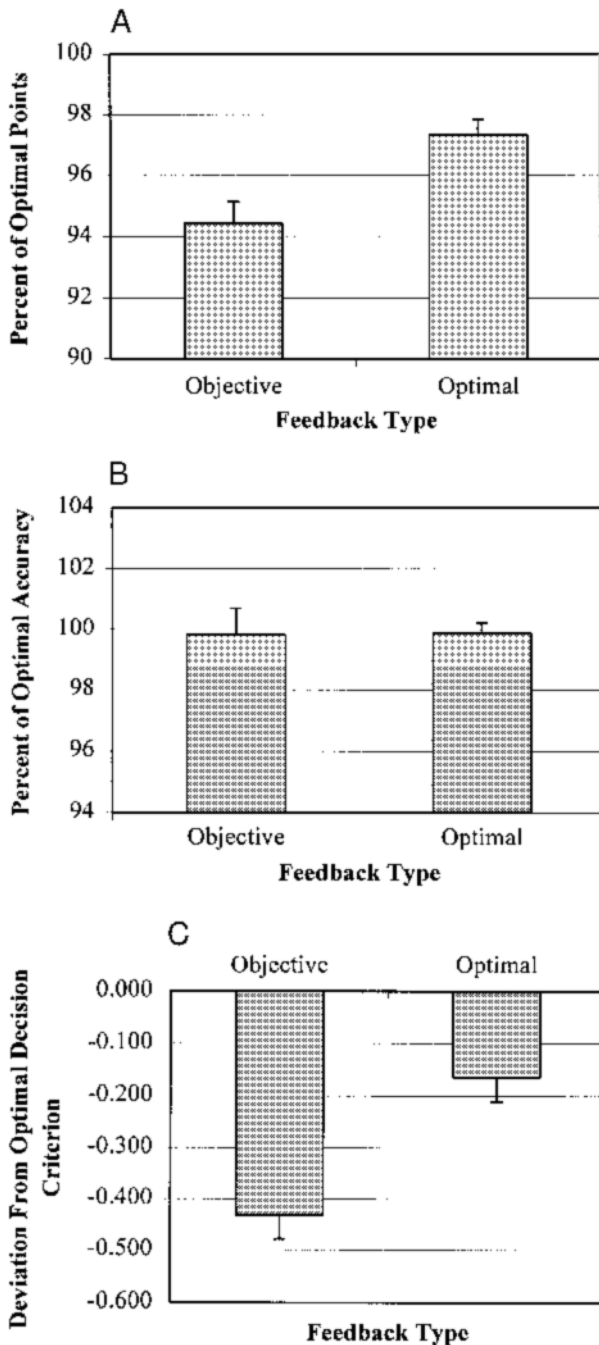 A
Percent of Optimal Points
100
98
96
94
92
90
Objective Optimal
Feedback Type
B
Percent of Optimal Accuracy
104
102
100
98
96
94
Objective Optimal
Feedback Type
C
Objective Optimal
Deviation From Optimal Decision
Criterion
0.000
-0.100
-0.200
-0.300
-0.400
-0.500
-0.600
Feedback Type